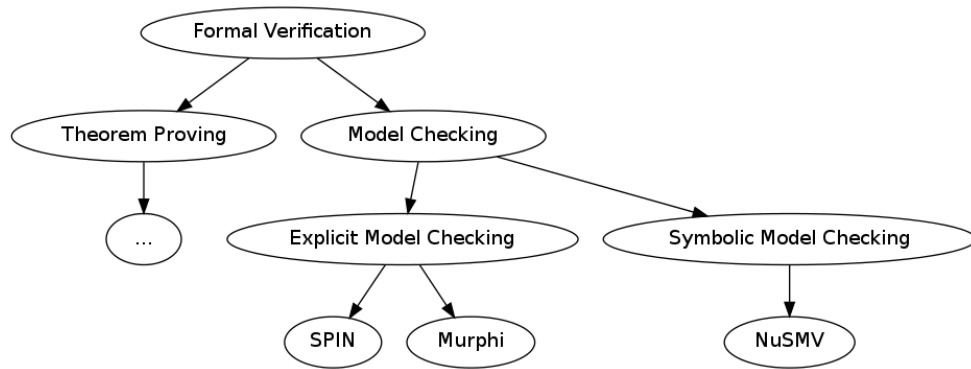 Formal Verification
Theorem Proving
Model Checking
...
Explicit Model Checking
Symbolic Model Checking
SPIN
Murphi
NuSMV